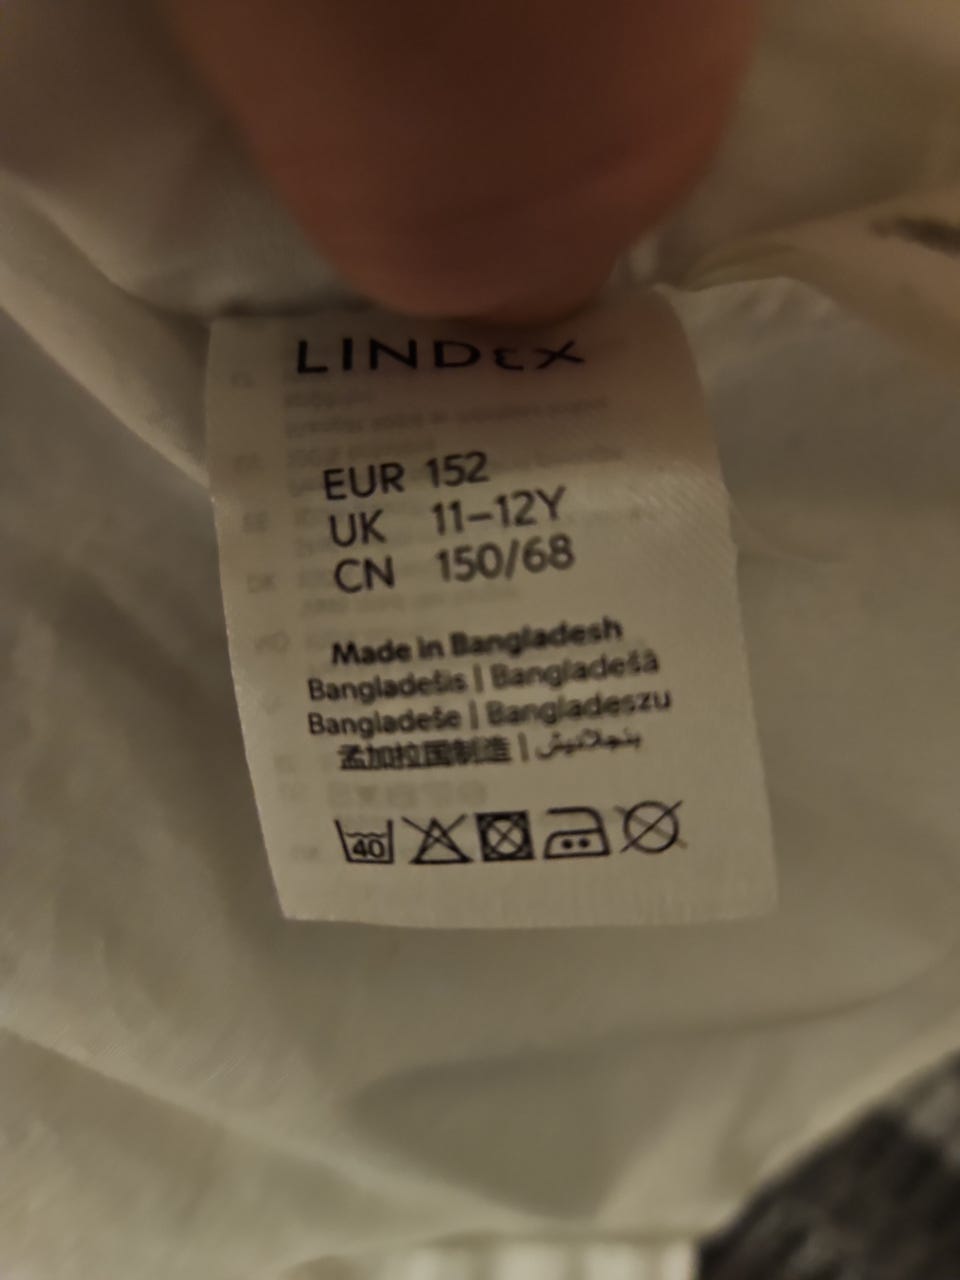 LINDEX
EUR 152
UK 11–12Y
CN 150/68
Made in Bangladesh
Bangladešis | Bangladešā
Bangladeše | Bangladeszu
孟加拉国制造 | بنجلاديش
40